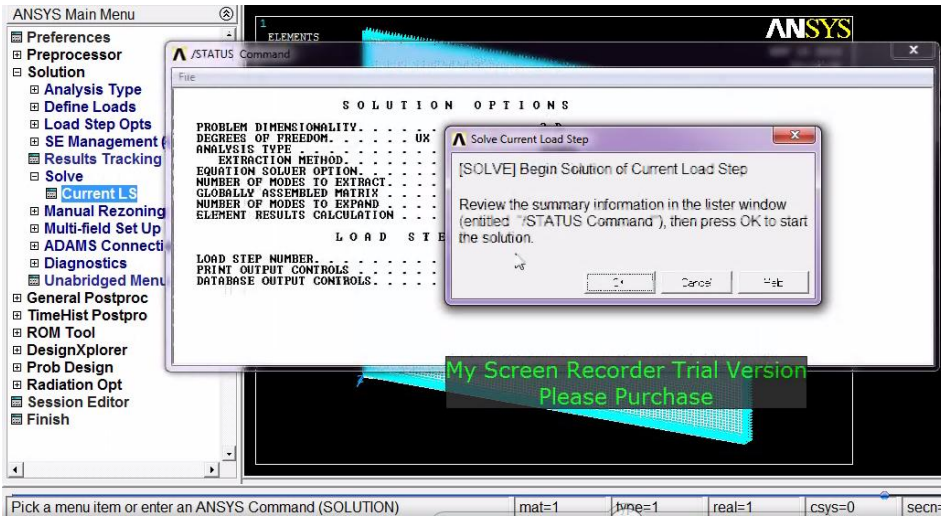 ANSYS Main Menu
Preferences
Preprocessor
Solution
Analysis Type
Define Loads
Load Step Opts
SE Management (
Results Tracking
Solve
Current LS
Manual Rezoning
Multi-field Set Up
ADAMS Connecti
Diagnostics
Unabridged Menu
General Postproc
TimeHist Postpro
ROM Tool
DesignXplorer
Prob Design
Radiation Opt
Session Editor
Finish
1
ELEMENTS
ANSYS
/STATUS Command
File
S O L U T I O N   O P T I O N S
PROBLEM DIMENSIONALITY. . . . . . .
DEGREES OF FREEDOM. . . . . . UX
ANALYSIS TYPE . . . . . . .
EXTRACTION METHOD. . . . . .
EQUATION SOLVER OPTION. . . . . .
NUMBER OF MODES TO EXTRACT. . . .
GLOBALLY ASSEMBLED MATRIX . . . .
NUMBER OF MODES TO EXPAND . . . .
ELEMENT RESULTS CALCULATION . . . .
L O A D   S T E
LOAD STEP NUMBER. . . . . . . .
PRINT OUTPUT CONTROLS . . . . . .
DATABASE OUTPUT CONTROLS. . . . .
Solve Current Load Step
[SOLVE] Begin Solution of Current Load Step
Review the summary information in the lister window
(entitled "/STATUS Command"), then press OK to start
the solution.
OK Cancel Help
My Screen Recorder Trial Version
Please Purchase
Pick a menu item or enter an ANSYS Command (SOLUTION)
mat=1 type=1 real=1 csys=0 secn=